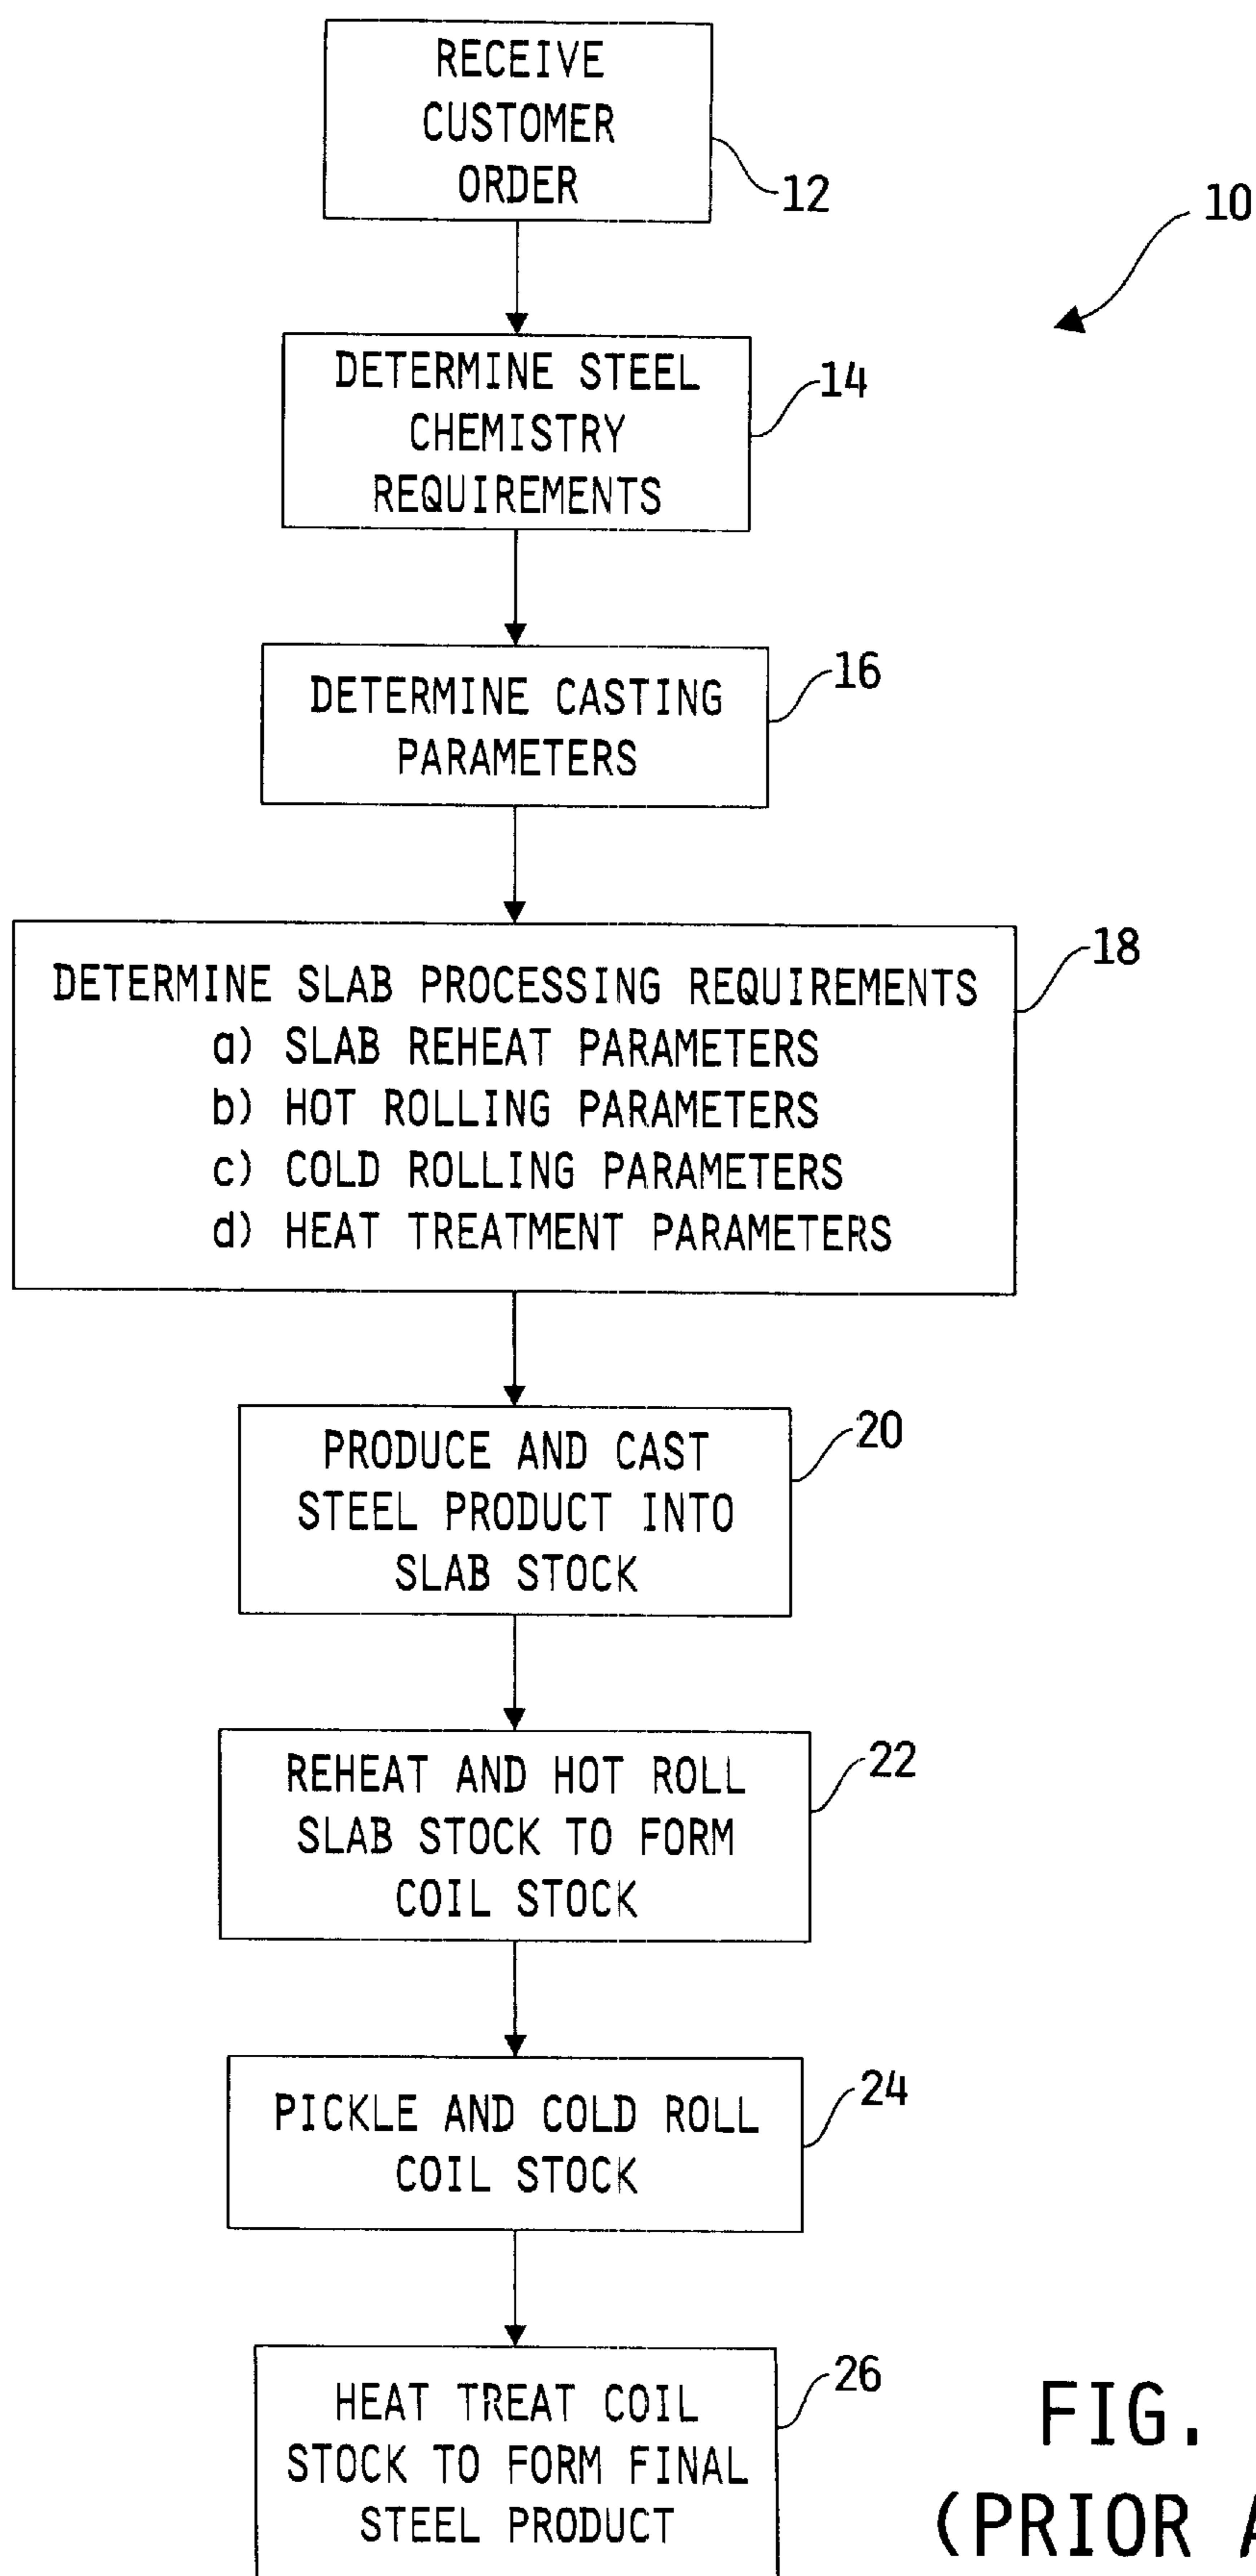 RECEIVE
CUSTOMER
ORDER
12
10
DETERMINE STEEL
CHEMISTRY
REQUIREMENTS
14
DETERMINE CASTING
PARAMETERS
16
DETERMINE SLAB PROCESSING REQUIREMENTS
a) SLAB REHEAT PARAMETERS
b) HOT ROLLING PARAMETERS
c) COLD ROLLING PARAMETERS
d) HEAT TREATMENT PARAMETERS
18
PRODUCE AND CAST
STEEL PRODUCT INTO
SLAB STOCK
20
REHEAT AND HOT ROLL
SLAB STOCK TO FORM
COIL STOCK
22
PICKLE AND COLD ROLL
COIL STOCK
24
HEAT TREAT COIL
STOCK TO FORM FINAL
STEEL PRODUCT
26
FIG.
(PRIOR